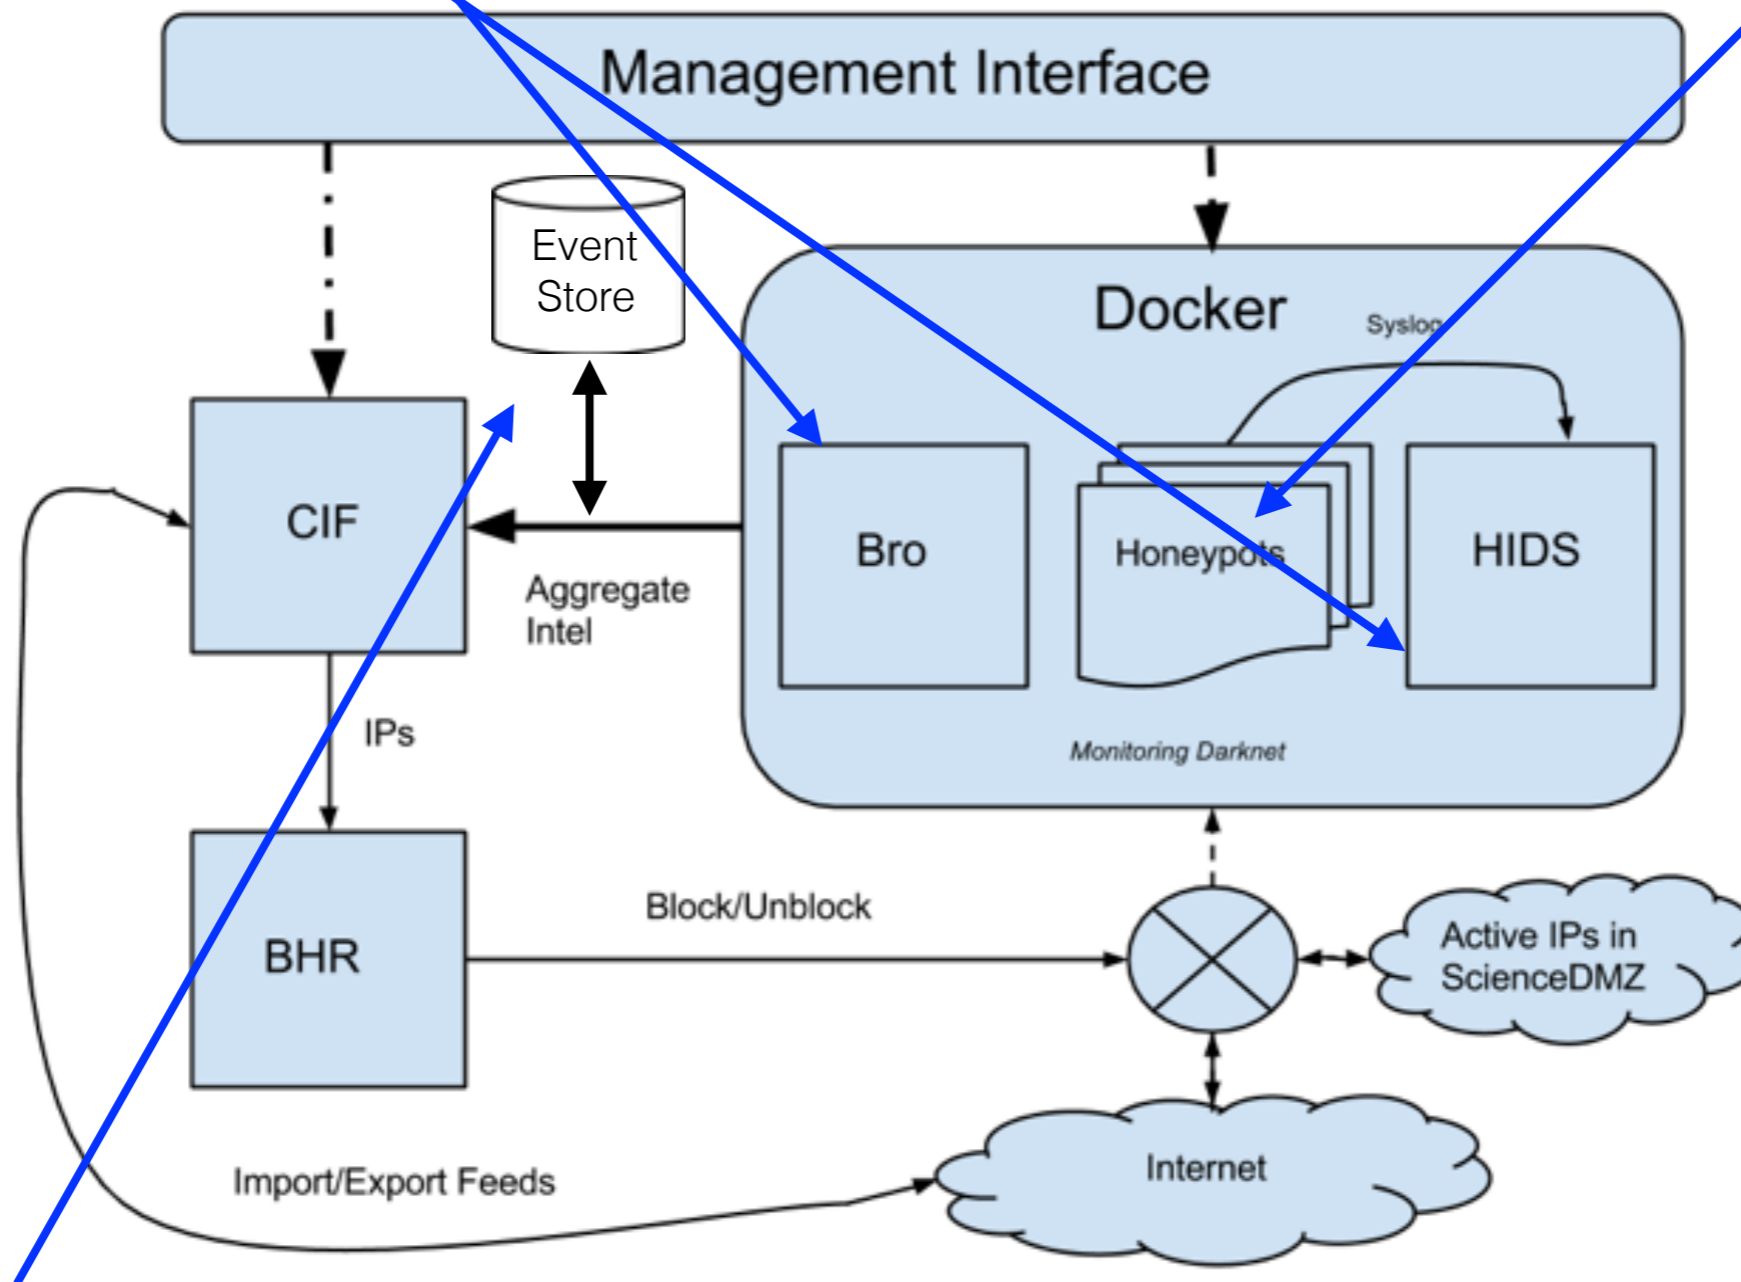 Management Interface
Event
Store
Docker
Syslog
CIF
Bro
Honeypots
HIDS
Aggregate
Intel
IPs
Monitoring Darknet
Block/Unblock
BHR
Active IPs in
ScienceDMZ
Import/Export Feeds
Internet